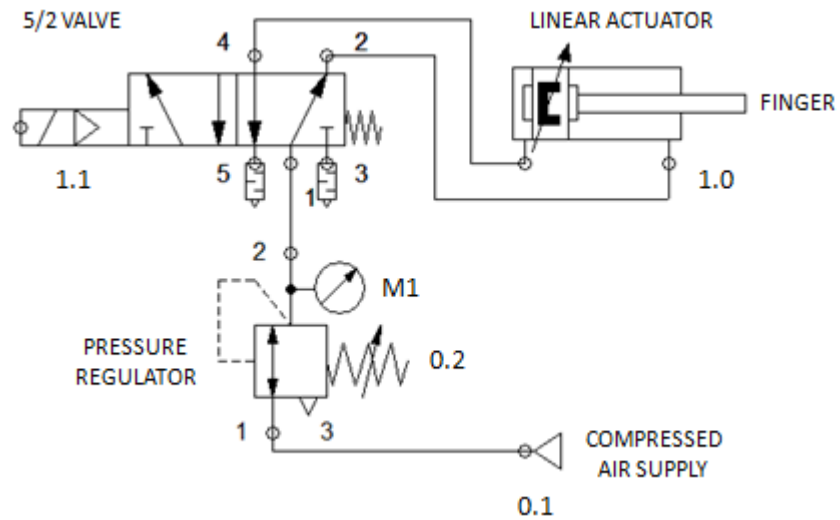 5/2 VALVE
LINEAR ACTUATOR
4
2
FINGER
1.1
5
1
3
1.0
2
M1
PRESSURE
REGULATOR
0.2
1
3
COMPRESSED
AIR SUPPLY
0.1